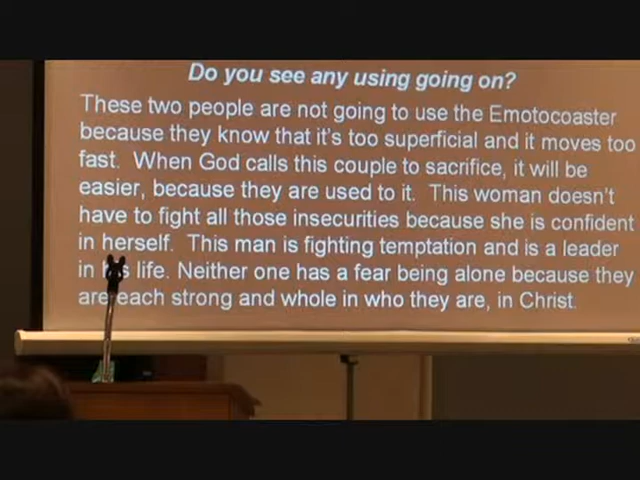 Do you see any using going on?
These two people are not going to use the Emotocoaster
because they know that it's too superficial and it moves too
fast. When God calls this couple to sacrifice, it will be
easier, because they are used to it. This woman doesn't
have to fight all those insecurities because she is confident
in herself. This man is fighting temptation and is a leader
in his life. Neither one has a fear being alone because they
are each strong and whole in who they are, in Christ.